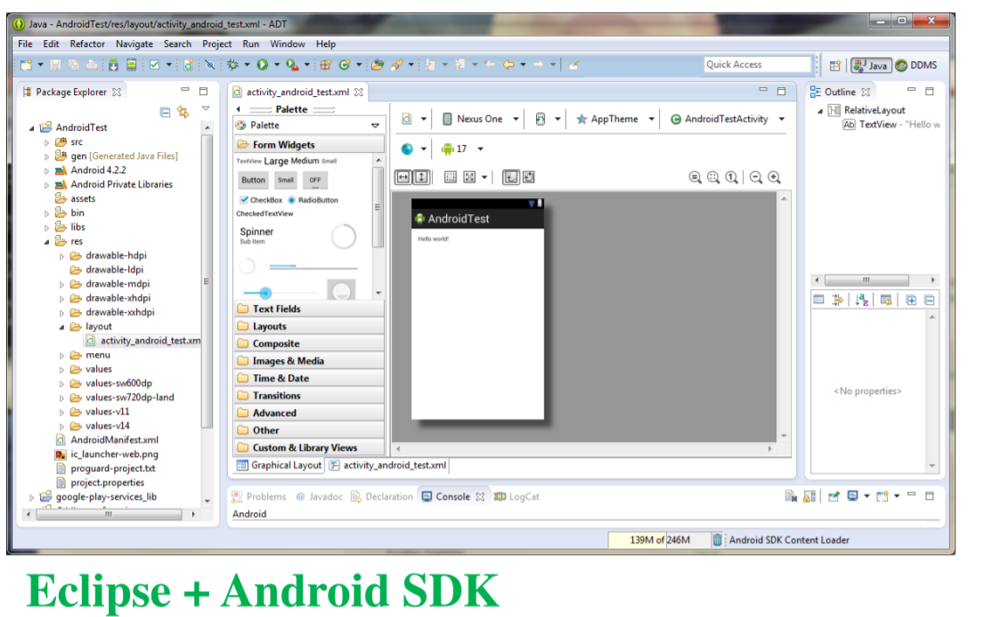 Java - AndroidTest/res/layout/activity_android_test.xml - ADT
File Edit Refactor Navigate Search Project Run Window Help
Quick Access
Java
DDMS
Package Explorer
AndroidTest
src
gen [Generated Java Files]
Android 4.2.2
Android Private Libraries
assets
bin
libs
res
drawable-hdpi
drawable-ldpi
drawable-mdpi
drawable-xhdpi
drawable-xxhdpi
layout
activity_android_test.xm
menu
values
values-sw600dp
values-sw720dp-land
values-v11
values-v14
AndroidManifest.xml
ic_launcher-web.png
proguard-project.txt
project.properties
google-play-services_lib
activity_android_test.xml
Palette
Palette
Form Widgets
TextView Large Medium Small
Button Small OFF
CheckBox RadioButton
CheckedTextView
Spinner
Sub Item
Text Fields
Layouts
Composite
Images & Media
Time & Date
Transitions
Advanced
Other
Custom & Library Views
Nexus One
AppTheme
AndroidTestActivity
17
AndroidTest
Hello world!
Graphical Layout
activity_android_test.xml
Outline
RelativeLayout
Ab TextView - "Hello w
<No properties>
Problems @ Javadoc Declaration Console LogCat
Android
139M of 246M
Android SDK Content Loader
Eclipse + Android SDK